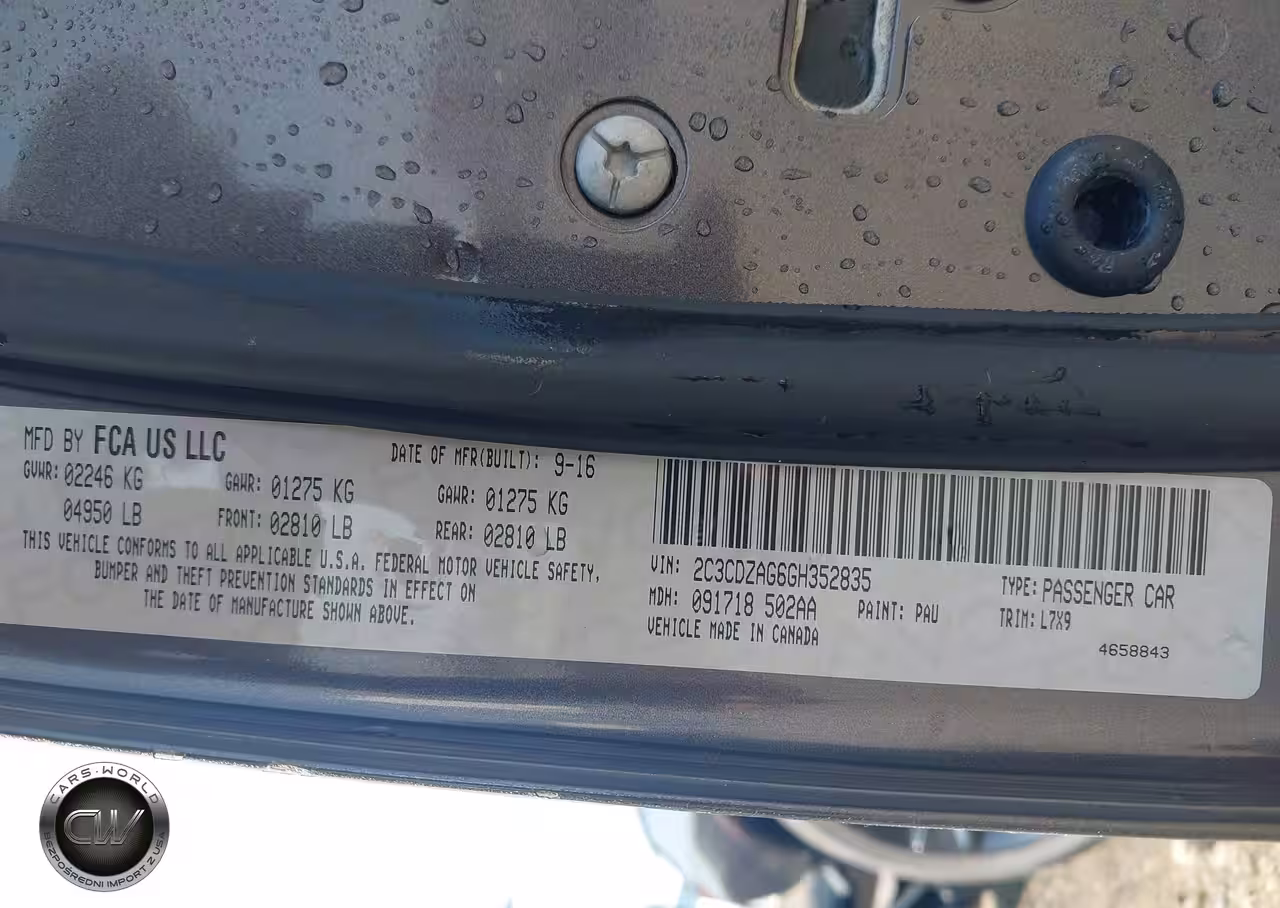 MFD BY FCA US LLC
DATE OF MFR(BUILT): 9-16
GVWR: 02246 KG
04950 LB
GAWR: 01275 KG
FRONT: 02810 LB
GAWR: 01275 KG
REAR: 02810 LB
THIS VEHICLE CONFORMS TO ALL APPLICABLE U.S.A. FEDERAL MOTOR VEHICLE SAFETY,
BUMPER AND THEFT PREVENTION STANDARDS IN EFFECT ON
THE DATE OF MANUFACTURE SHOWN ABOVE.
VIN: 2C3CDZAG6GH352835
TYPE: PASSENGER CAR
MDH: 091718 502AA
PAINT: PAU
TRIM: L7X9
VEHICLE MADE IN CANADA
4658843
CARS·WORLD
CW
BEZPOŚREDNI IMPORT Z USA